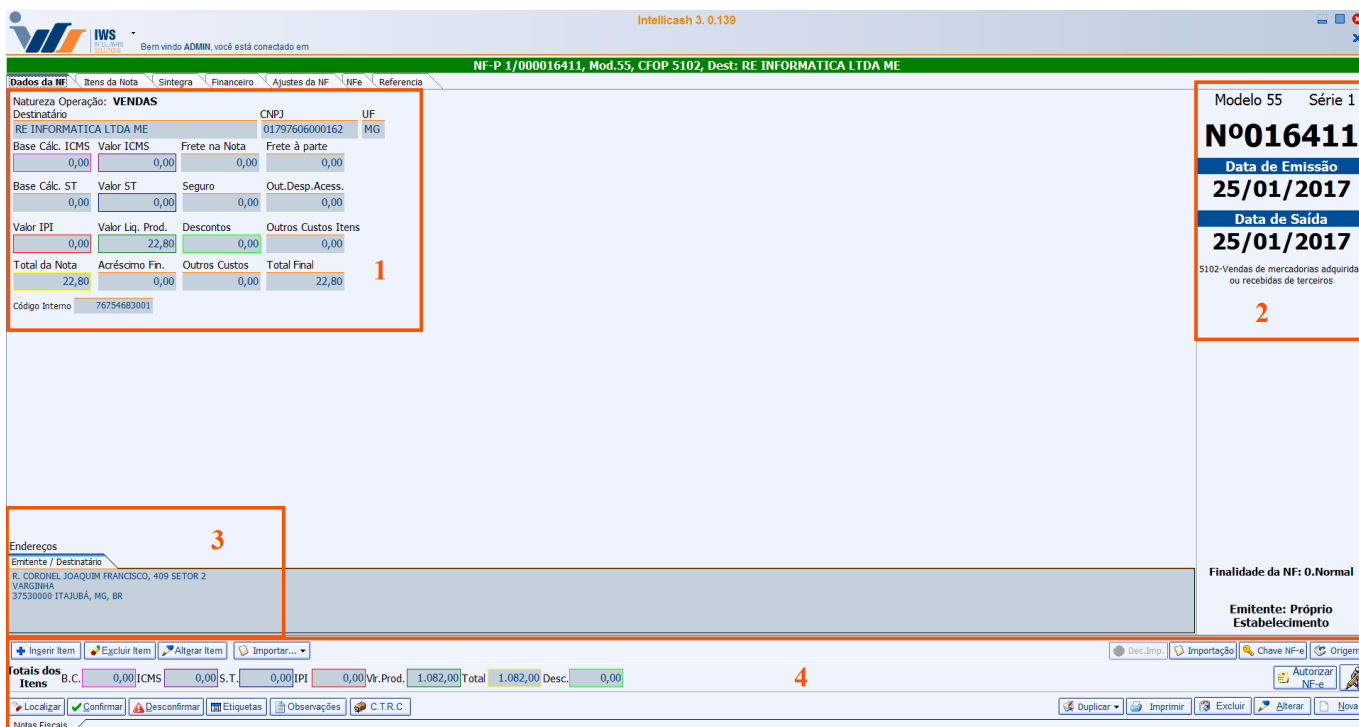 Intellicash 3. 0.139
IWS
INTELLIWARE
SOLUTIONS
Bem vindo ADMIN, você está conectado em
NF-P 1/000016411, Mod.55, CFOP 5102, Dest: RE INFORMATICA LTDA ME
Dados da NF Itens da Nota Sintegra Financeiro Ajustes da NF NFe Referencia
Natureza Operação: VENDAS
Destinatário CNPJ UF
RE INFORMATICA LTDA ME 01797606000162 MG
Base Cálc. ICMS Valor ICMS Frete na Nota Frete à parte
0,00 0,00 0,00 0,00
Base Cálc. ST Valor ST Seguro Out.Desp.Acess.
0,00 0,00 0,00 0,00
Valor IPI Valor Liq. Prod. Descontos Outros Custos Itens
0,00 22,80 0,00 0,00
Total da Nota Acréscimo Fin. Outros Custos Total Final
22,80 0,00 0,00 22,80
1
Código Interno 76754683001
Modelo 55 Série 1
Nº016411
Data de Emissão
25/01/2017
Data de Saída
25/01/2017
5102-Vendas de mercadorias adquirida
ou recebidas de terceiros
2
3
Endereços
Emitente / Destinatário
R. CORONEL JOAQUIM FRANCISCO, 409 SETOR 2
VARGINHA
37530000 ITAJUBÁ, MG, BR
Finalidade da NF: 0.Normal
Emitente: Próprio
Estabelecimento
Inserir Item Excluir Item Alterar Item Importar... Dec.Imp. Importação Chave NF-e Origem
Totais dos
Itens B.C. 0,00 ICMS 0,00 S.T. 0,00 IPI 0,00 Vlr.Prod. 1.082,00 Total 1.082,00 Desc. 0,00
4
Autorizar
NF-e
Localizar Confirmar Desconfirmar Etiquetas Observações C.T.R.C Duplicar Imprimir Excluir Alterar Nova
Notas Fiscais